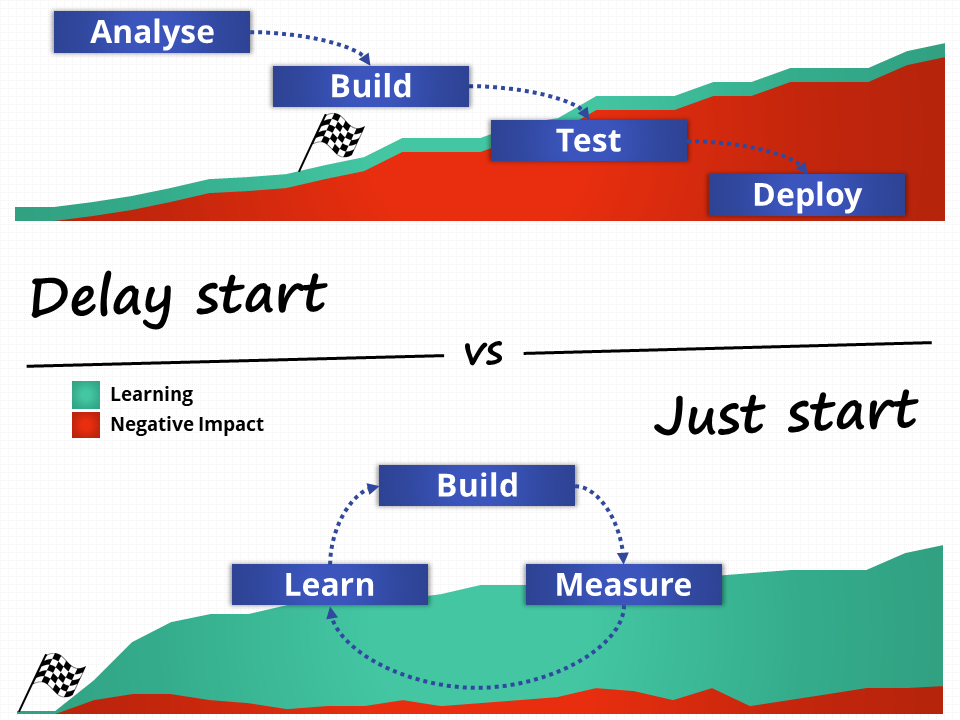 Analyse
Build
Test
Deploy
Delay start
vs
Learning
Negative Impact
Just start
Build
Learn
Measure